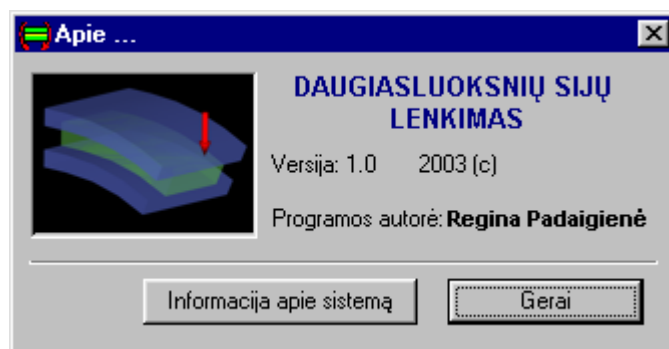 Apie ...
DAUGIASLUOKSNIŲ SIJŲ
LENKIMAS
Versija: 1.0 2003 (c)
Programos autorė: Regina Padaigienė
Informacija apie sistemą
Gerai